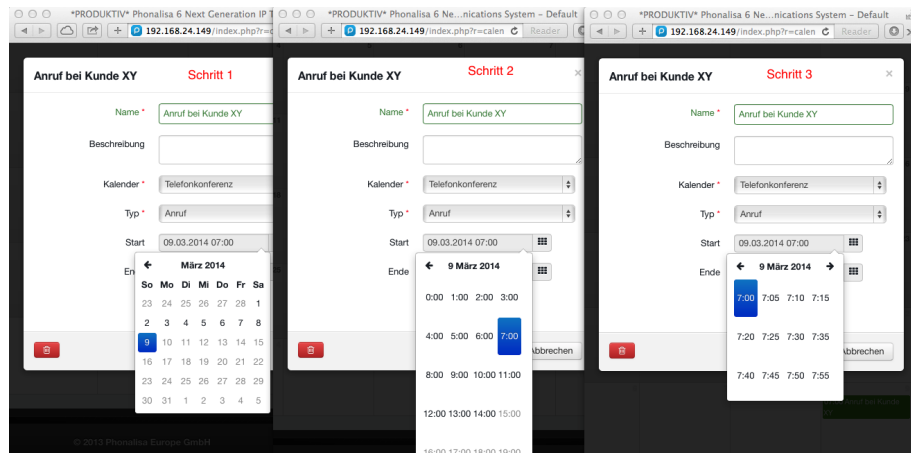 *PRODUKTIV* Phonalisa 6 Next Generation IP T
192.168.24.149/index.php?r=
Anruf bei Kunde XY
Schritt 1
Name *
Anruf bei Kunde XY
Beschreibung
Kalender *
Telefonkonferenz
Typ *
Anruf
Start
09.03.2014 07:00
März 2014
So Mo Di Mi Do Fr Sa
23 24 25 26 27 28 1
2 3 4 5 6 7 8
9 10 11 12 13 14 15
16 17 18 19 20 21 22
23 24 25 26 27 28 29
30 31 1 2 3 4 5
© 2013 Phonalisa Europe GmbH
*PRODUKTIV* Phonalisa 6 Ne...nications System – Default
192.168.24.149/index.php?r=calen
Reader
Anruf bei Kunde XY
Schritt 2
×
Name *
Anruf bei Kunde XY
Beschreibung
Kalender *
Telefonkonferenz
Typ *
Anruf
Start
09.03.2014 07:00
Ende
9 März 2014
0:00 1:00 2:00 3:00
4:00 5:00 6:00 7:00
8:00 9:00 10:00 11:00
12:00 13:00 14:00 15:00
16:00 17:00 18:00 19:00
Abbrechen
*PRODUKTIV* Phonalisa 6 Ne...nications System – Default
192.168.24.149/index.php?r=calen
Reader
Anruf bei Kunde XY
Schritt 3
×
Name *
Anruf bei Kunde XY
Beschreibung
Kalender *
Telefonkonferenz
Typ *
Anruf
Start
09.03.2014 07:00
Ende
9 März 2014
7:00 7:05 7:10 7:15
7:20 7:25 7:30 7:35
7:40 7:45 7:50 7:55
Abbrechen
Anruf bei Kunde
XY